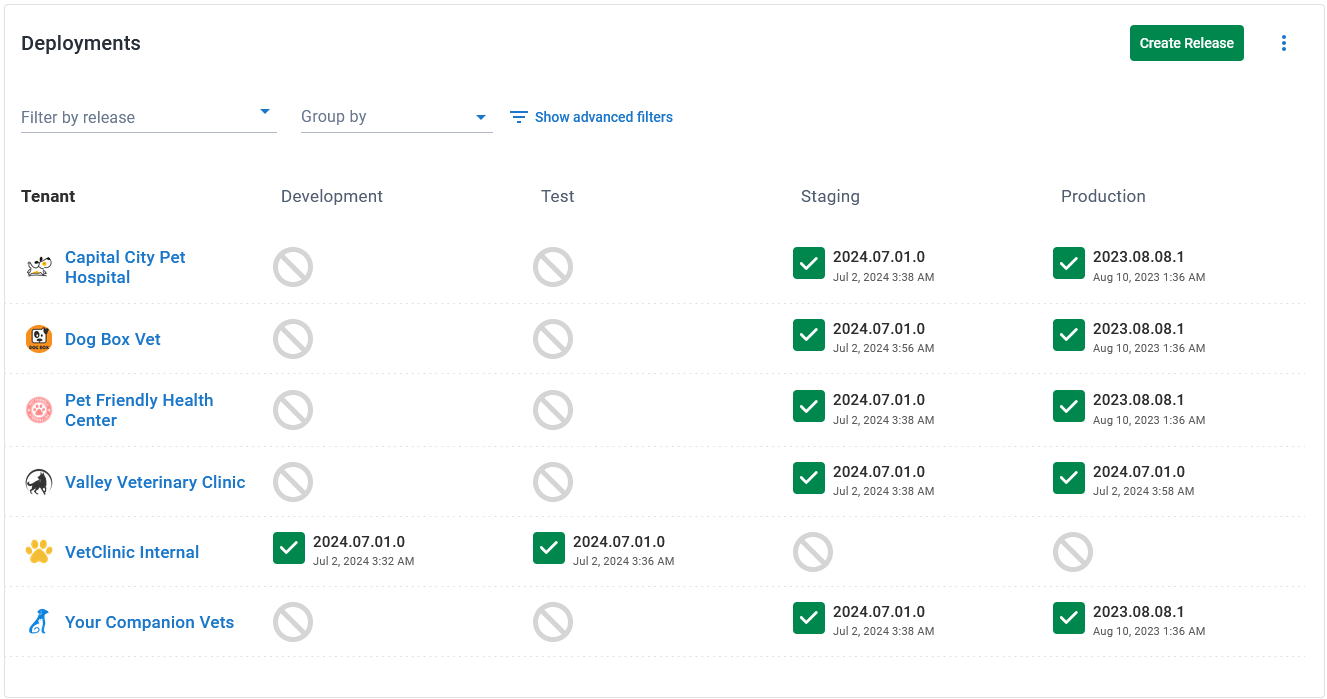 Deployments
Create Release
Filter by release
Group by
Show advanced filters
Tenant
Development
Test
Staging
Production
Capital City Pet
Hospital
2024.07.01.0
Jul 2, 2024 3:38 AM
2023.08.08.1
Aug 10, 2023 1:36 AM
DOG BOX
Dog Box Vet
2024.07.01.0
Jul 2, 2024 3:56 AM
2023.08.08.1
Aug 10, 2023 1:36 AM
Pet Friendly Health
Center
2024.07.01.0
Jul 2, 2024 3:38 AM
2023.08.08.1
Aug 10, 2023 1:36 AM
Valley Veterinary Clinic
2024.07.01.0
Jul 2, 2024 3:38 AM
2024.07.01.0
Jul 2, 2024 3:58 AM
VetClinic Internal
2024.07.01.0
Jul 2, 2024 3:32 AM
2024.07.01.0
Jul 2, 2024 3:36 AM
Your Companion Vets
2024.07.01.0
Jul 2, 2024 3:38 AM
2023.08.08.1
Aug 10, 2023 1:36 AM